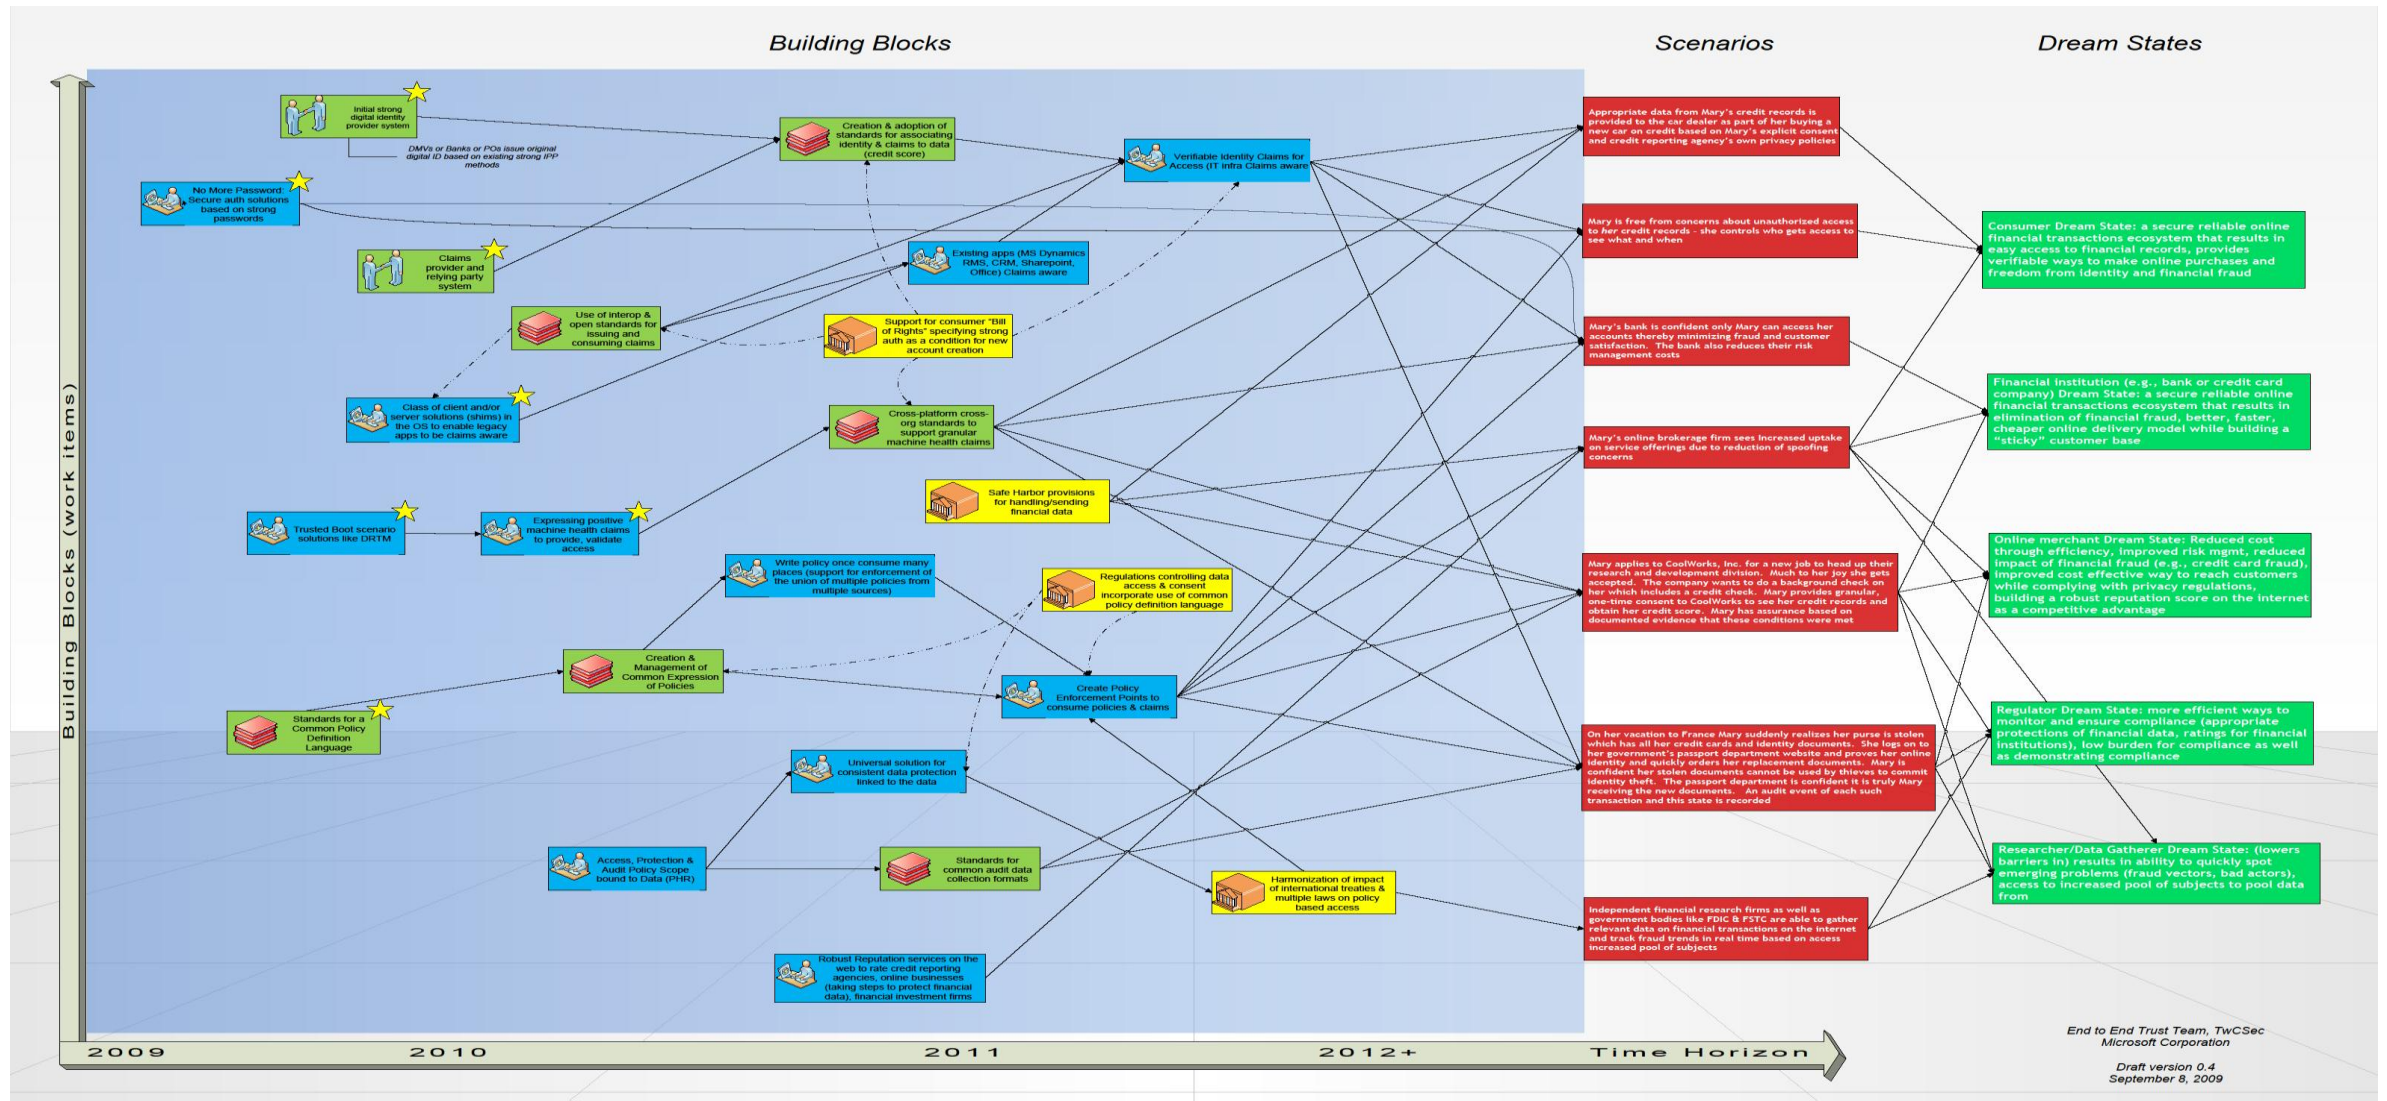 Building Blocks
Scenarios
Dream States
Building Blocks (work items)
Initial strong
digital identity
provider system
DMVs or Banks or POs issue original
digital ID based on existing strong IPP
methods
No More Password:
Secure auth solutions
based on strong
passwords
Claims
provider and
relying party
system
Creation & adoption of
standards for associating
identity & claims to data
(credit score)
Verifiable Identity Claims for
Access (IT infra Claims aware
Existing apps (MS Dynamics
RMS, CRM, Sharepoint,
Office) Claims aware
Use of interop &
open standards for
issuing and
consuming claims
Support for consumer "Bill
of Rights" specifying strong
auth as a condition for new
account creation
Class of client and/or
server solutions (shims) in
the OS to enable legacy
apps to be claims aware
Cross-platform cross-
org standards to
support granular
machine health claims
Safe Harbor provisions
for handling/sending
financial data
Trusted Boot scenario
solutions like DRTM
Expressing positive
machine health claims
to provide, validate
access
Write policy once consume many
places (support for enforcement of
the union of multiple policies from
multiple sources)
Regulations controlling data
access & consent
incorporate use of common
policy definition language
Creation &
Management of
Common Expression
of Policies
Create Policy
Enforcement Points to
consume policies & claims
Standards for a
Common Policy
Definition
Language
Universal solution for
consistent data protection
linked to the data
Access, Protection &
Audit Policy Scope
bound to Data (PHR)
Standards for
common audit data
collection formats
Harmonization of impact
of international treaties &
multiple laws on policy
based access
Robust Reputation services on the
web to rate credit reporting
agencies, online businesses
(taking steps to protect financial
data), financial investment firms
Appropriate data from Mary's credit records is
provided to the car dealer as part of her buying a
new car on credit based on Mary's explicit consent
and credit reporting agency's own privacy policies
Mary is free from concerns about unauthorized access
to her credit records - she controls who gets access to
see what and when
Mary's bank is confident only Mary can access her
accounts thereby minimizing fraud and customer
satisfaction. The bank also reduces their risk
management costs
Mary's online brokerage firm sees increased uptake
on service offerings due to reduction of spoofing
concerns
Mary applies to CoolWorks, Inc. for a new job to head up their
research and development division. Much to her joy she gets
accepted. The company wants to do a background check on
her which includes a credit check. Mary provides granular,
one-time consent to CoolWorks to see her credit records and
obtain her credit score. Mary has assurance based on
documented evidence that these conditions were met
On her vacation to France Mary suddenly realizes her purse is stolen
which has all her credit cards and identity documents. She logs on to
her government's passport department website and proves her online
identity and quickly orders her replacement documents. Mary is
confident her stolen documents cannot be used by thieves to commit
identity theft. The passport department is confident it is truly Mary
receiving the new documents. An audit event of each such
transaction and this state is recorded
Independent financial research firms as well as
government bodies like FDIC & FSTC are able to gather
relevant data on financial transactions on the internet
and track fraud trends in real time based on access
increased pool of subjects
Consumer Dream State: a secure reliable online
financial transactions ecosystem that results in
easy access to financial records, provides
verifiable ways to make online purchases and
freedom from identity and financial fraud
Financial institution (e.g., bank or credit card
company) Dream State: a secure reliable online
financial transactions ecosystem that results in
elimination of financial fraud, better, faster,
cheaper online delivery model while building a
"sticky" customer base
Online merchant Dream State: Reduced cost
through efficiency, improved risk mgmt, reduced
impact of financial fraud (e.g., credit card fraud),
improved cost effective way to reach customers
while complying with privacy regulations,
building a robust reputation score on the internet
as a competitive advantage
Regulator Dream State: more efficient ways to
monitor and ensure compliance (appropriate
protections of financial data, ratings for financial
institutions), low burden for compliance as well
as demonstrating compliance
Researcher/Data Gatherer Dream State: (lowers
barriers in) results in ability to quickly spot
emerging problems (fraud vectors, bad actors),
access to increased pool of subjects to pool data
from
2009
2010
2011
2012+
Time Horizon
End to End Trust Team, TwCSec
Microsoft Corporation
Draft version 0.4
September 8, 2009